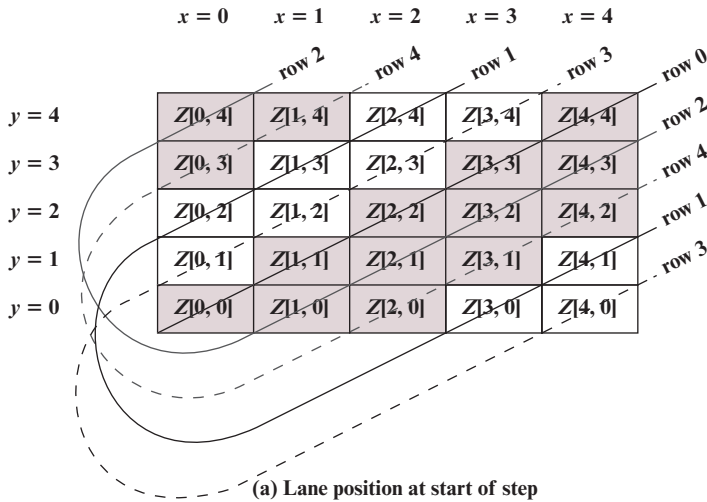 x = 0 x = 1 x = 2 x = 3 x = 4
row 2 row 4 row 1 row 3 row 0
y = 4 Z[0, 4] Z[1, 4] Z[2, 4] Z[3, 4] Z[4, 4] row 2
y = 3 Z[0, 3] Z[1, 3] Z[2, 3] Z[3, 3] Z[4, 3] row 4
y = 2 Z[0, 2] Z[1, 2] Z[2, 2] Z[3, 2] Z[4, 2] row 1
y = 1 Z[0, 1] Z[1, 1] Z[2, 1] Z[3, 1] Z[4, 1] row 3
y = 0 Z[0, 0] Z[1, 0] Z[2, 0] Z[3, 0] Z[4, 0]
(a) Lane position at start of step